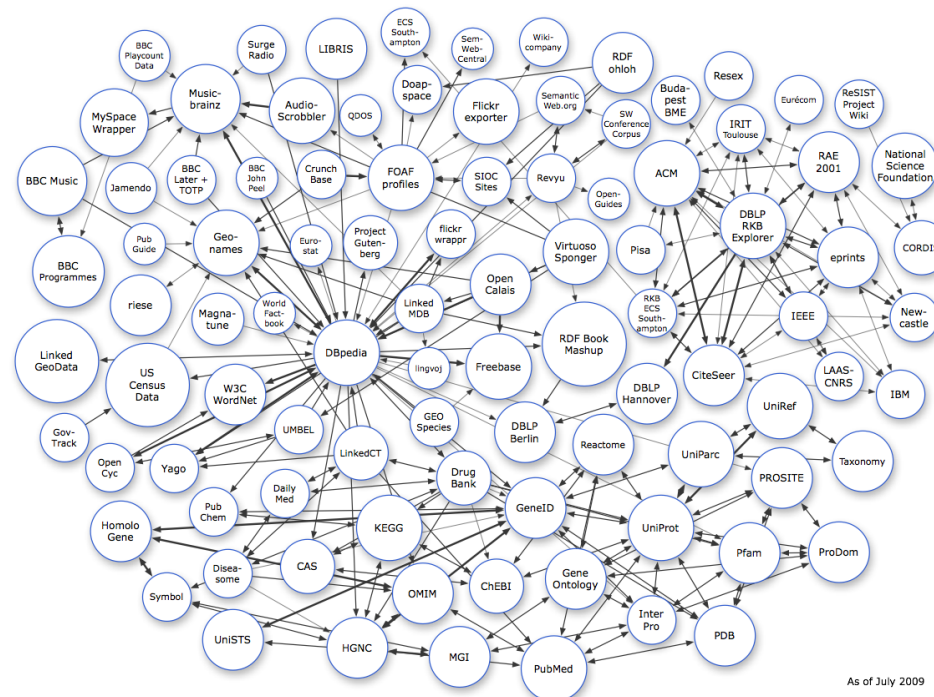 BBC
Playcount
Data
Surge
Radio
LIBRIS
ECS
South-
ampton
Sem-
Web-
Central
Wiki-
company
RDF
ohloh
Music-
brainz
MySpace
Wrapper
Audio-
Scrobbler
QDOS
Doap-
space
Flickr
exporter
Semantic
Web.org
SW
Conference
Corpus
Buda-
pest
BME
Resex
IRIT
Toulouse
Eurécom
ReSIST
Project
Wiki
BBC Music
Jamendo
BBC
Later +
TOTP
BBC
John
Peel
Crunch
Base
FOAF
profiles
SIOC
Sites
Revyu
Open-
Guides
ACM
RAE
2001
National
Science
Foundation
BBC
Programmes
Pub
Guide
Geo-
names
Euro-
stat
Project
Guten-
berg
flickr
wrappr
Virtuoso
Sponger
Pisa
DBLP
RKB
Explorer
eprints
CORDIS
riese
Magna-
tune
World
Fact-
book
Linked
MDB
Open
Calais
RKB
ECS
South-
ampton
IEEE
New-
castle
Linked
GeoData
US
Census
Data
W3C
WordNet
DBpedia
lingvoj
Freebase
RDF Book
Mashup
DBLP
Hannover
CiteSeer
LAAS-
CNRS
IBM
Gov-
Track
Open
Cyc
Yago
UMBEL
LinkedCT
GEO
Species
DBLP
Berlin
Reactome
UniParc
UniRef
PROSITE
Taxonomy
Homolo
Gene
Pub
Chem
Daily
Med
KEGG
Drug
Bank
GeneID
UniProt
Pfam
ProDom
Symbol
Disea-
some
CAS
OMIM
ChEBI
Gene
Ontology
Inter
Pro
PDB
UniSTS
HGNC
MGI
PubMed
As of July 2009